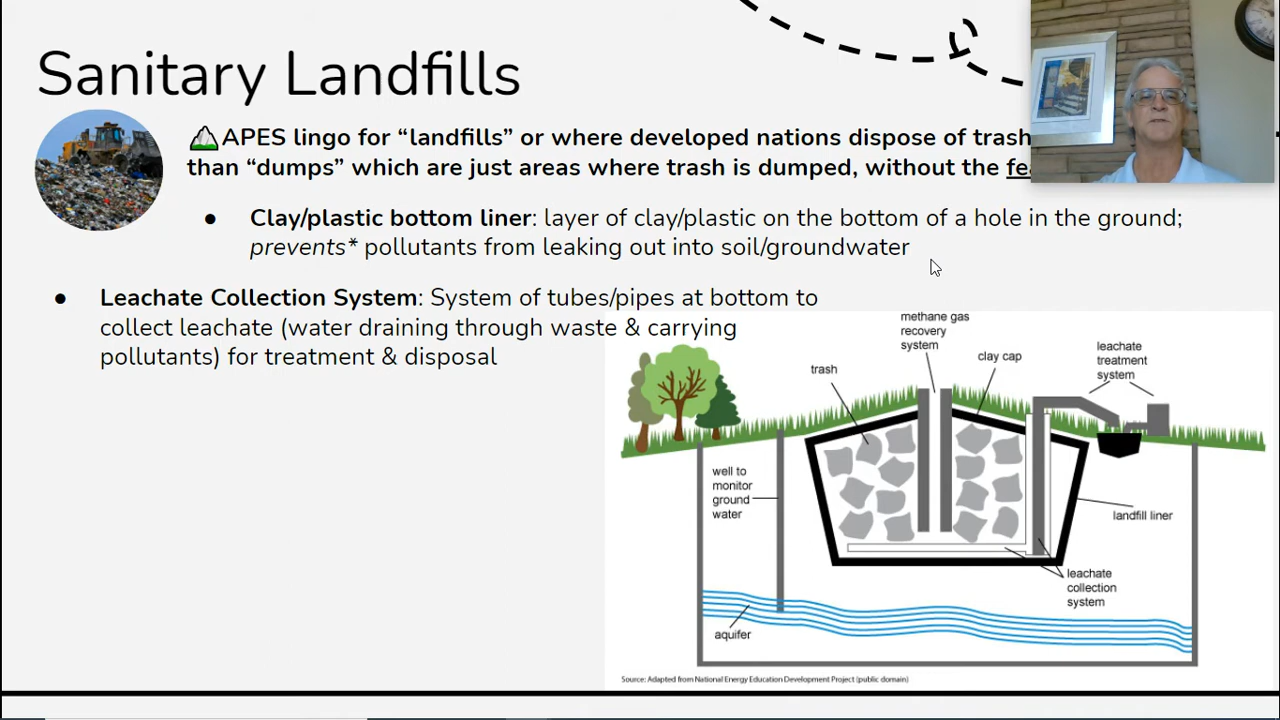 Sanitary Landfills
APES lingo for “landfills” or where developed nations dispose of trash
than “dumps” which are just areas where trash is dumped, without the
● Clay/plastic bottom liner: layer of clay/plastic on the bottom of a hole in the ground;
prevents* pollutants from leaking out into soil/groundwater
● Leachate Collection System: System of tubes/pipes at bottom to
collect leachate (water draining through waste & carrying
pollutants) for treatment & disposal
methane gas
recovery
system
clay cap
leachate
treatment
system
trash
well to
monitor
ground
water
landfill liner
leachate
collection
system
aquifer
Source: Adapted from National Energy Education Development Project (public domain)